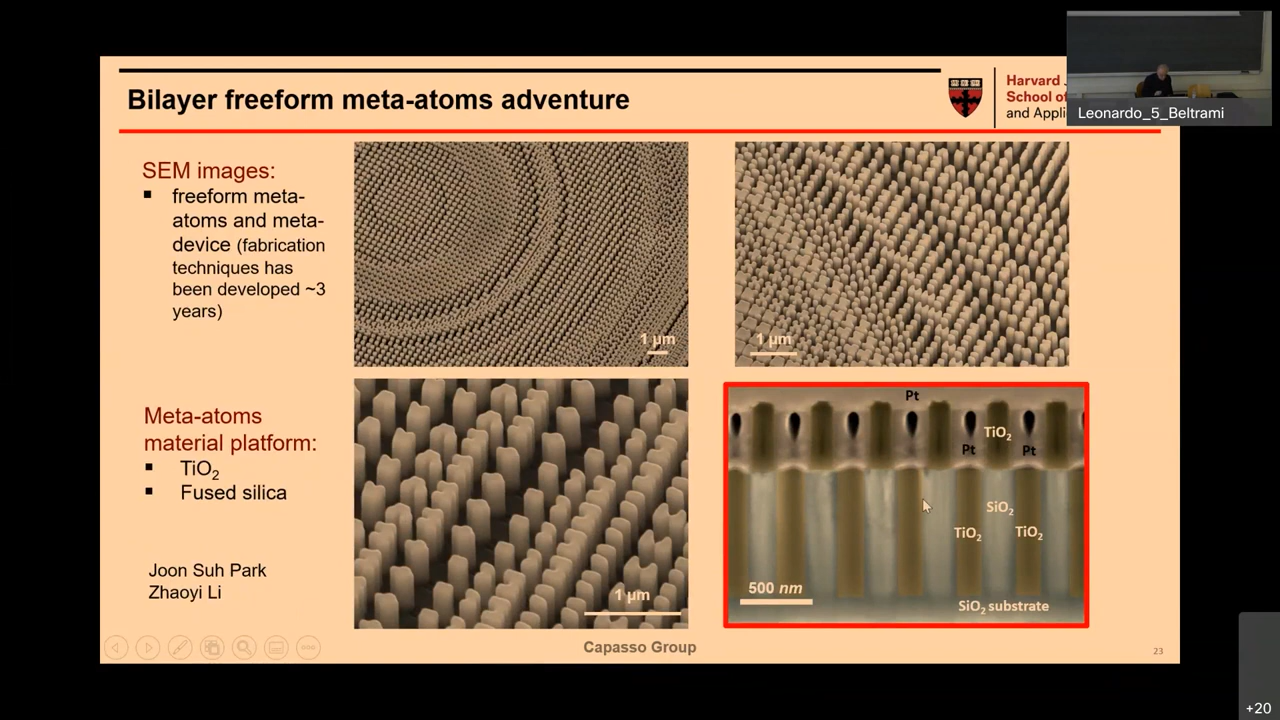 Bilayer freeform meta-atoms adventure
Harvard
School of
and Appli
Leonardo_5_Beltrami
SEM images:
▪ freeform meta-
atoms and meta-
device (fabrication
techniques has
been developed ~3
years)
1 μm
1 μm
Meta-atoms
material platform:
▪ TiO₂
▪ Fused silica
Joon Suh Park
Zhaoyi Li
1 μm
Pt
TiO₂
Pt
Pt
SiO₂
TiO₂
TiO₂
500 nm
SiO₂ substrate
Capasso Group
23
+20